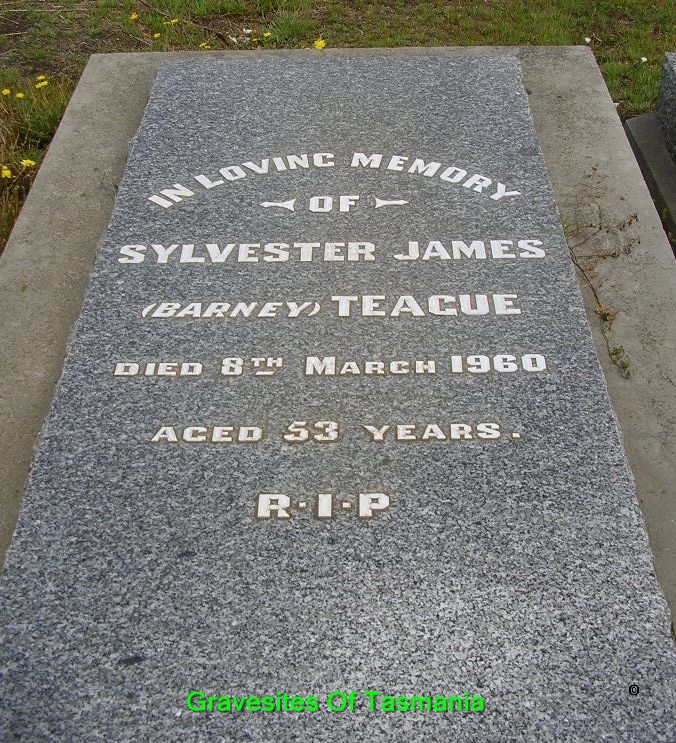 IN LOVING MEMORY
OF
SYLVESTER JAMES
(BARNEY) TEAGUE
DIED 8TH MARCH 1960
AGED 53 YEARS.
R·I·P
©
Gravesites Of Tasmania